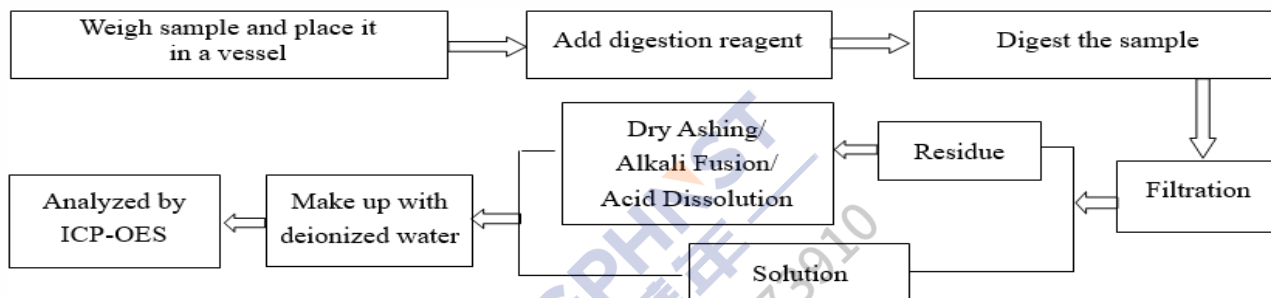 Weigh sample and place it
in a vessel
Add digestion reagent
Digest the sample
Filtration
Residue
Dry Ashing/
Alkali Fusion/
Acid Dissolution
Solution
Make up with
deionized water
Analyzed by
ICP-OES